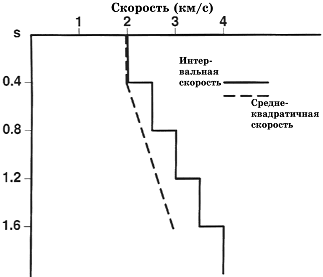 Скорость (км/с)
s 1 2 3 4
Интер-
вальная
скорость
0.4
Средне-
квадратичная
скорость
0.8
1.2
1.6